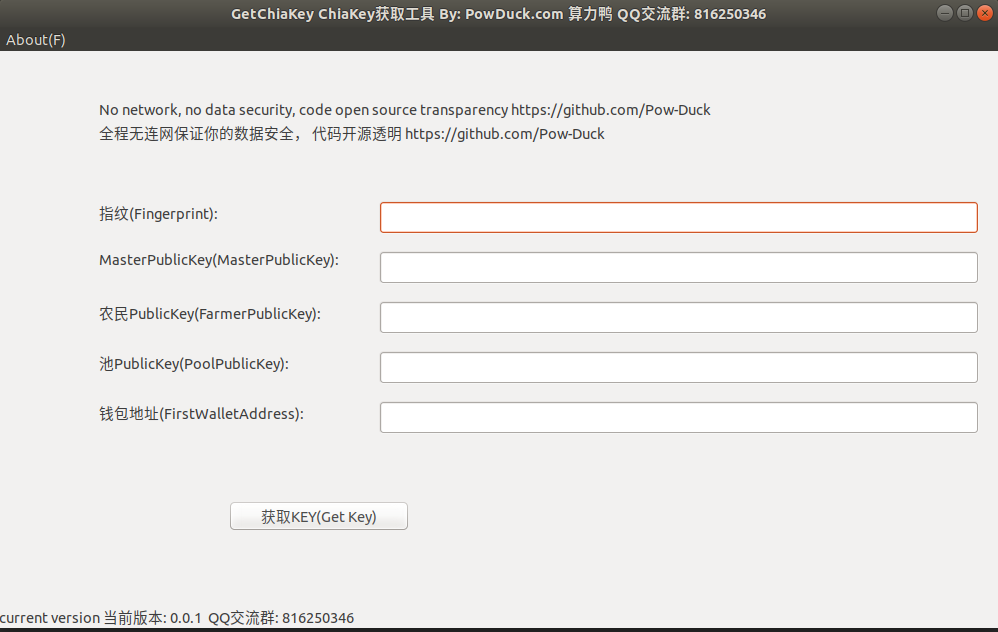 GetChiaKey ChiaKey获取工具 By: PowDuck.com 算力鸭 QQ交流群: 816250346
About(F)
No network, no data security, code open source transparency https://github.com/Pow-Duck
全程无连网保证你的数据安全， 代码开源透明 https://github.com/Pow-Duck
指纹(Fingerprint):
MasterPublicKey(MasterPublicKey):
农民PublicKey(FarmerPublicKey):
池PublicKey(PoolPublicKey):
钱包地址(FirstWalletAddress):
获取KEY(Get Key)
current version 当前版本: 0.0.1 QQ交流群: 816250346